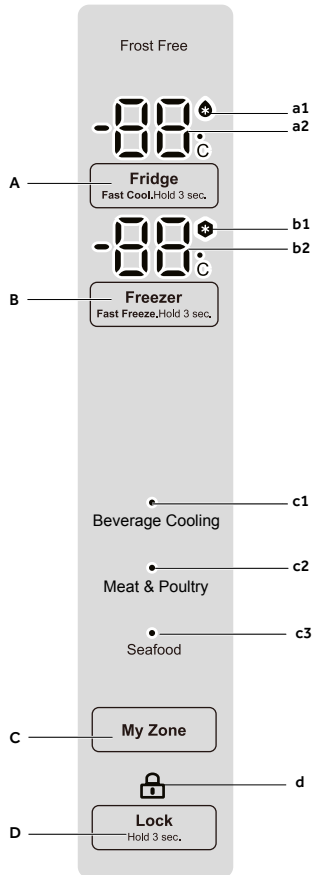 Frost Free
a1
-88°C
a2
A
Fridge
Fast Cool.Hold 3 sec.
b1
-88°C
b2
B
Freezer
Fast Freeze.Hold 3 sec.
c1
Beverage Cooling
c2
Meat & Poultry
c3
Seafood
C
My Zone
d
D
Lock
Hold 3 sec.